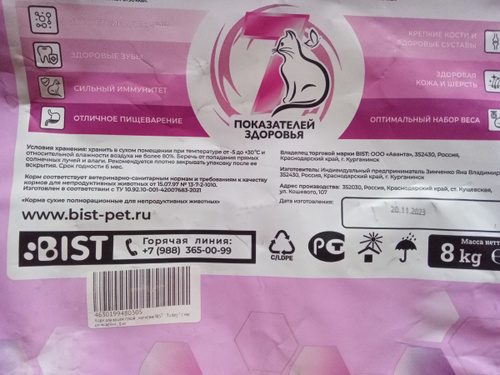 ЗДОРОВЫЕ ЗУБЫ
СИЛЬНЫЙ ИММУНИТЕТ
ОТЛИЧНОЕ ПИЩЕВАРЕНИЕ
7
ПОКАЗАТЕЛЕЙ
ЗДОРОВЬЯ
КРЕПКИЕ КОСТИ И
ЗДОРОВЫЕ СУСТАВЫ
ЗДОРОВАЯ
КОЖА И ШЕРСТЬ
ОПТИМАЛЬНЫЙ НАБОР ВЕСА
Условия хранения: хранить в сухом помещении при температуре от -5 до +30°С и
относительной влажности воздуха не более 80%. Беречь от попадания прямых
солнечных лучей и влаги. Рекомендуется плотно закрывать упаковку после ее
вскрытия. Срок годности 6 мес.
Корм соответствует ветеринарно-санитарным нормам и требованиям к качеству
кормов для непродуктивных животных от 15.07.97 № 13-7-2-1010.
Изготовлен в соответствии с ТУ 10.92.10-001-42007683-2021
«Корма сухие полнорационные для непродуктивных животных»
www.bist-pet.ru
BIST
Горячая линия:
+7 (988) 365-00-99
Владелец торговой марки BIST: ООО «Аванта», 352430, Россия,
Краснодарский край, г. Курганинск
Изготовитель: Индивидуальный предприниматель Зинченко Яна Владимир
Краснодарский край, г. Курганинск
Адрес производства: 352030, Россия, Краснодарский край, ст. Кущевская,
ул. Кошевого, 107
Дата изготовления:
20.11.2023
C/LDPE
РСТ
Масса нетт
8 kg
4650199480305